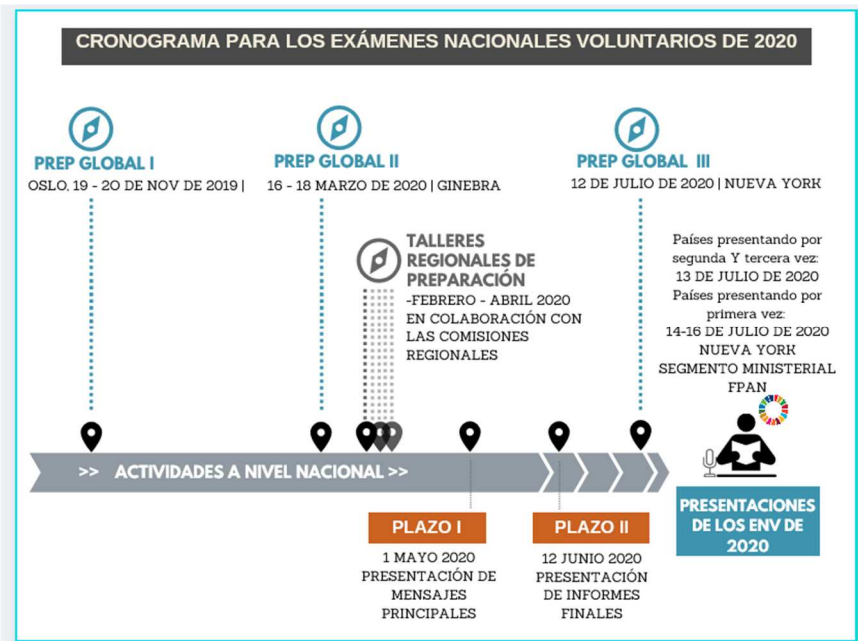 CRONOGRAMA PARA LOS EXÁMENES NACIONALES VOLUNTARIOS DE 2020
PREP GLOBAL I
OSLO, 19 - 20 DE NOV DE 2019 |
PREP GLOBAL II
16 - 18 MARZO DE 2020 | GINEBRA
PREP GLOBAL III
12 DE JULIO DE 2020 | NUEVA YORK
TALLERES
REGIONALES DE
PREPARACIÓN
-FEBRERO - ABRIL 2020
EN COLABORACIÓN CON
LAS COMISIONES
REGIONALES
Países presentando por
segunda Y tercera vez:
13 DE JULIO DE 2020
Países presentando por
primera vez:
14-16 DE JULIO DE 2020
NUEVA YORK
SEGMENTO MINISTERIAL
FPAN
>> ACTIVIDADES A NIVEL NACIONAL >>
PLAZO I
1 MAYO 2020
PRESENTACIÓN DE
MENSAJES
PRINCIPALES
PLAZO II
12 JUNIO 2020
PRESENTACIÓN
DE INFORMES
FINALES
PRESENTACIONES
DE LOS ENV DE
2020